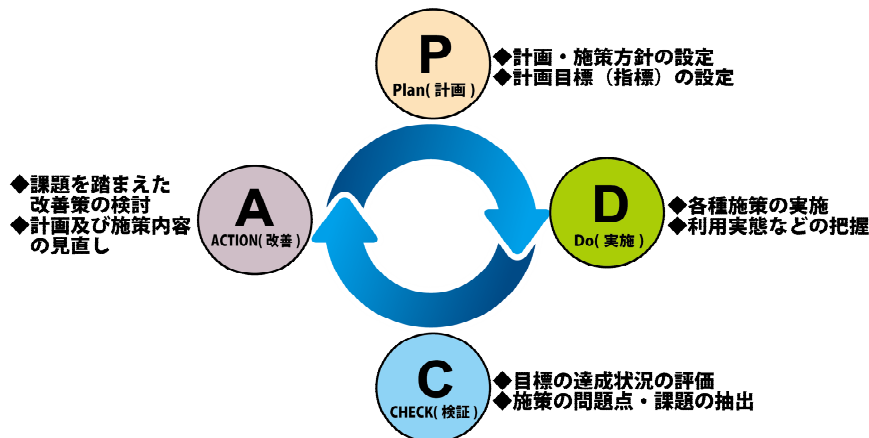 P
Plan( 計画 )
◆計画・施策方針の設定
◆計画目標（指標）の設定
D
Do( 実施 )
◆各種施策の実施
◆利用実態などの把握
C
CHECK( 検証 )
◆目標の達成状況の評価
◆施策の問題点・課題の抽出
A
ACTION( 改善 )
◆課題を踏まえた
改善策の検討
◆計画及び施策内容
の見直し